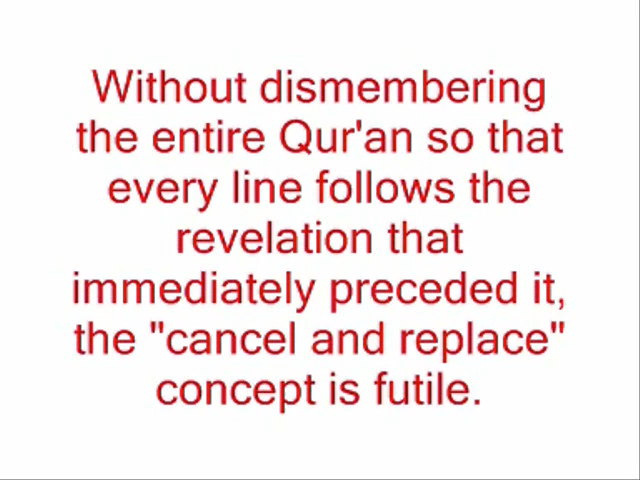 Without dismembering
the entire Qur'an so that
every line follows the
revelation that
immediately preceded it,
the "cancel and replace"
concept is futile.